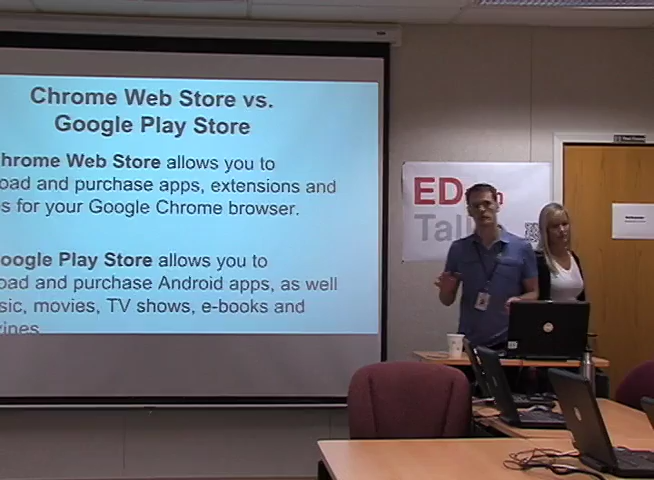 Chrome Web Store vs.
Google Play Store
hrome Web Store allows you to
oad and purchase apps, extensions and
s for your Google Chrome browser.
oogle Play Store allows you to
oad and purchase Android apps, as well
sic, movies, TV shows, e-books and
zines
ED
Tal